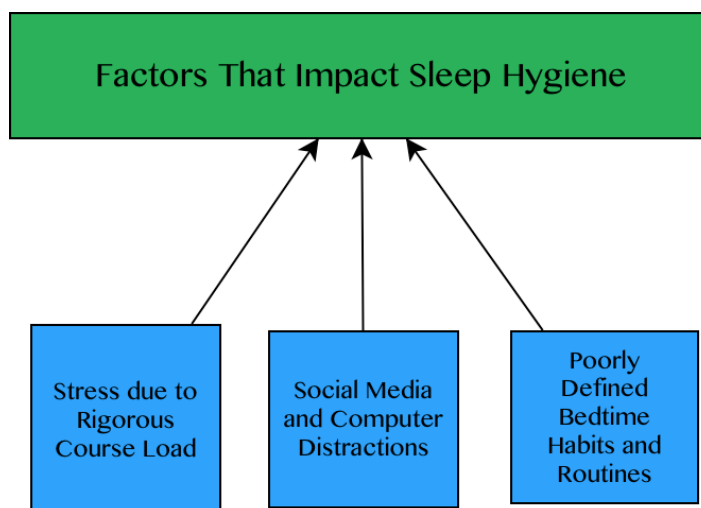 Factors That Impact Sleep Hygiene
Stress due to
Rigorous
Course Load
Social Media
and Computer
Distractions
Poorly
Defined
Bedtime
Habits and
Routines